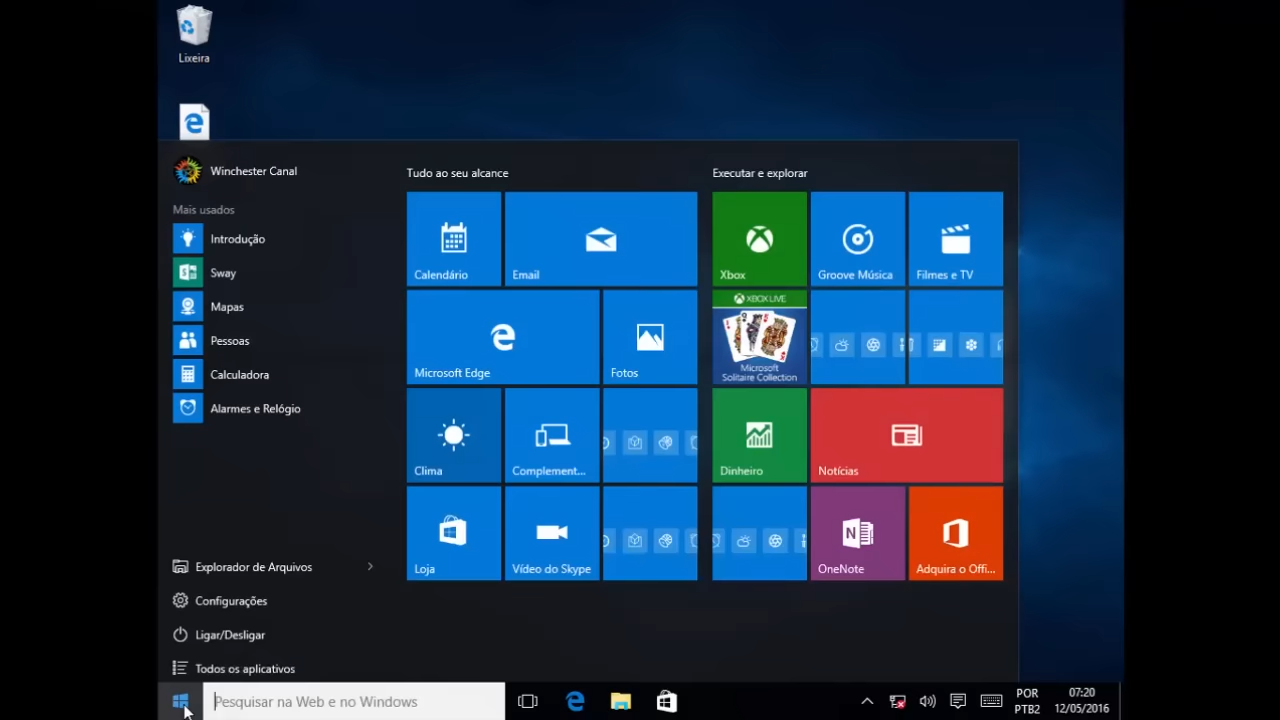 Lixeira
Winchester Canal
Mais usados
Introdução
Sway
Mapas
Pessoas
Calculadora
Alarmes e Relógio
Explorador de Arquivos
Configurações
Ligar/Desligar
Todos os aplicativos
Tudo ao seu alcance
Calendário
Email
Microsoft Edge
Fotos
Clima
Complement...
Loja
Vídeo do Skype
Executar e explorar
Xbox
Groove Música
Filmes e TV
XBOX LIVE
Microsoft
Solitaire Collection
Dinheiro
Notícias
OneNote
Adquira o Offi...
Pesquisar na Web e no Windows
POR
PTB2
07:20
12/05/2016